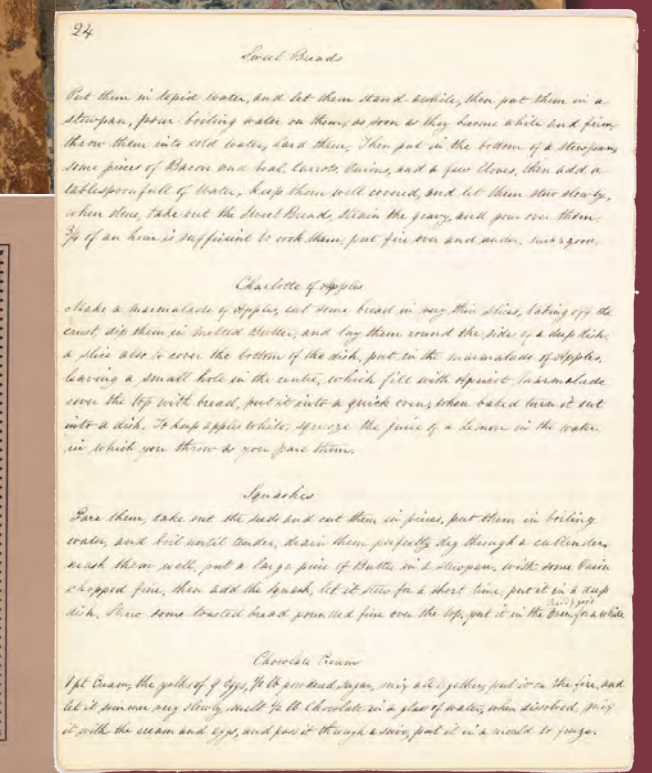 24
Sweet Breads
Put them in tepid water, and let them stand awhile, then put them in a
stewpan, pour boiling water on them, as soon as they become white and firm,
throw them into cold water, lard them, Then put in the bottom of a stewpan,
some pieces of Bacon and veal, Carrots, Onions, and a few Cloves, then add a
tablespoonfull of Water, Keep them well covered, and let them stew slowly,
when done, take out the Sweet Breads, strain the gravy, and pour over them,
3/4 of an hour is sufficient to cook them, put fire over and under. good.
Charlotte of Apples
Make a marmalade of Apples, cut some bread in very thin slices, taking off the
crust, dip them in melted Butter, and lay them round the sides of a deep dish,
a slice also to cover the bottom of the dish, put in the marmalade of Apples,
leaving a small hole in the centre, which fill with Apricot Marmalade
cover the top with bread, put it into a quick oven, when baked turn it out
into a dish. To keep apples white, squeeze the juice of a Lemon in the water
in which you throw as you pare them.
Squashes
Pare them, take out the seeds and cut them in pieces, put them in boiling
water, and boil until tender, drain them perfectly dry through a cullender,
mash them well, put a large piece of Butter in a stewpan, with some Onion
chopped fine, then add the squash, let it stew for a short time, put it in a deep
dish, Strew some toasted bread pounded fine over the top, put it in the Oven for a while
good
Chocolate Cream
1 pt Cream, the yolks of 9 Eggs, 1/2 lb powdered sugar, mix all together, put it on the fire, and
let it simmer very slowly, melt 1/2 lb Chocolate in a glass of water, when dissolved, mix
it with the cream and eggs, and pass it through a sieve, put it in a mould to freeze.